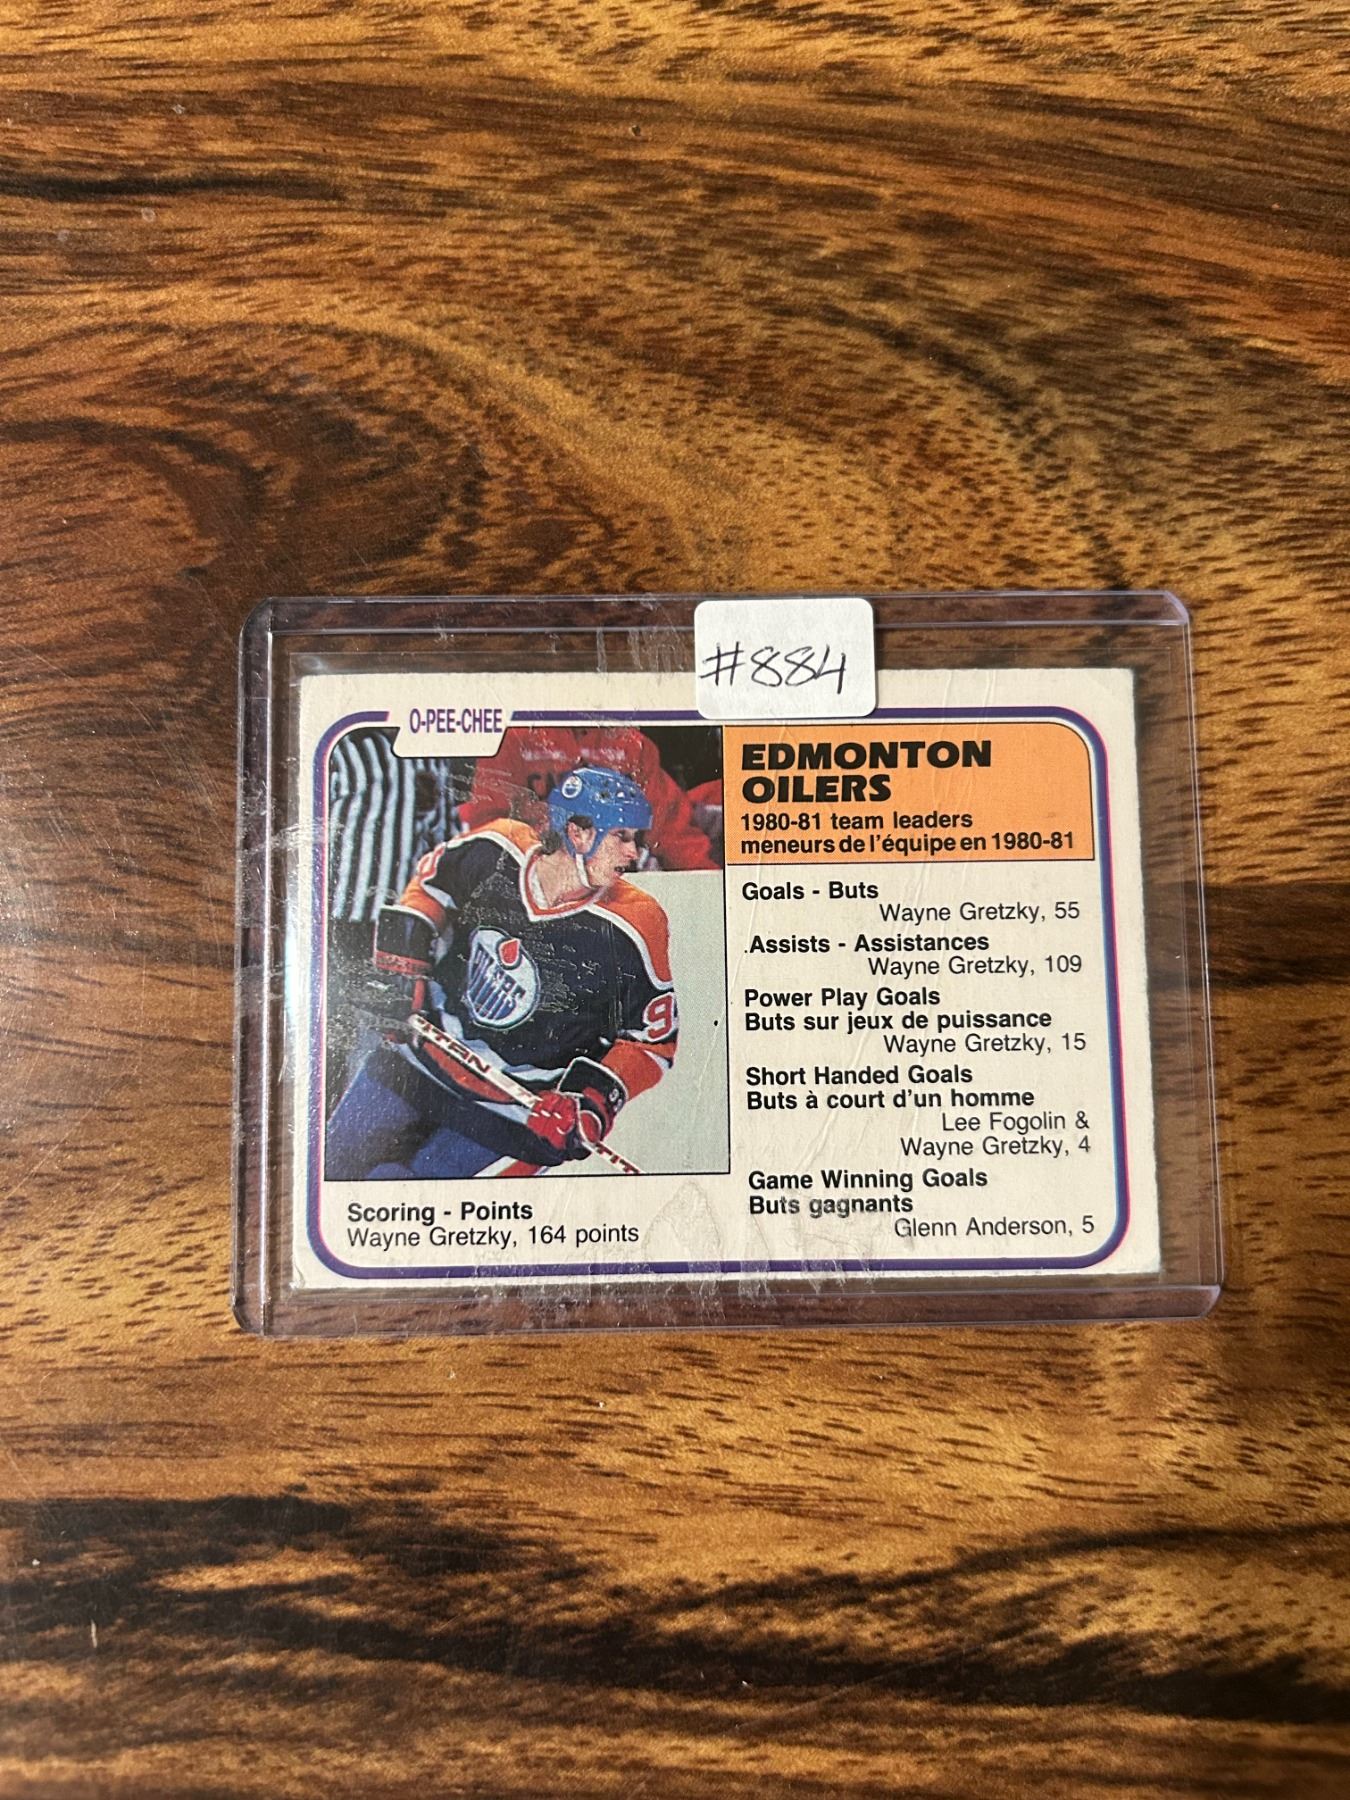 #884
O-PEE-CHEE
EDMONTON
OILERS
1980-81 team leaders
meneurs de l'équipe en 1980-81
Goals - Buts
Wayne Gretzky, 55
Assists - Assistances
Wayne Gretzky, 109
Power Play Goals
Buts sur jeux de puissance
Wayne Gretzky, 15
Short Handed Goals
Buts à court d'un homme
Lee Fogolin &
Wayne Gretzky, 4
Game Winning Goals
Buts gagnants
Glenn Anderson, 5
Scoring - Points
Wayne Gretzky, 164 points
OILERS
9